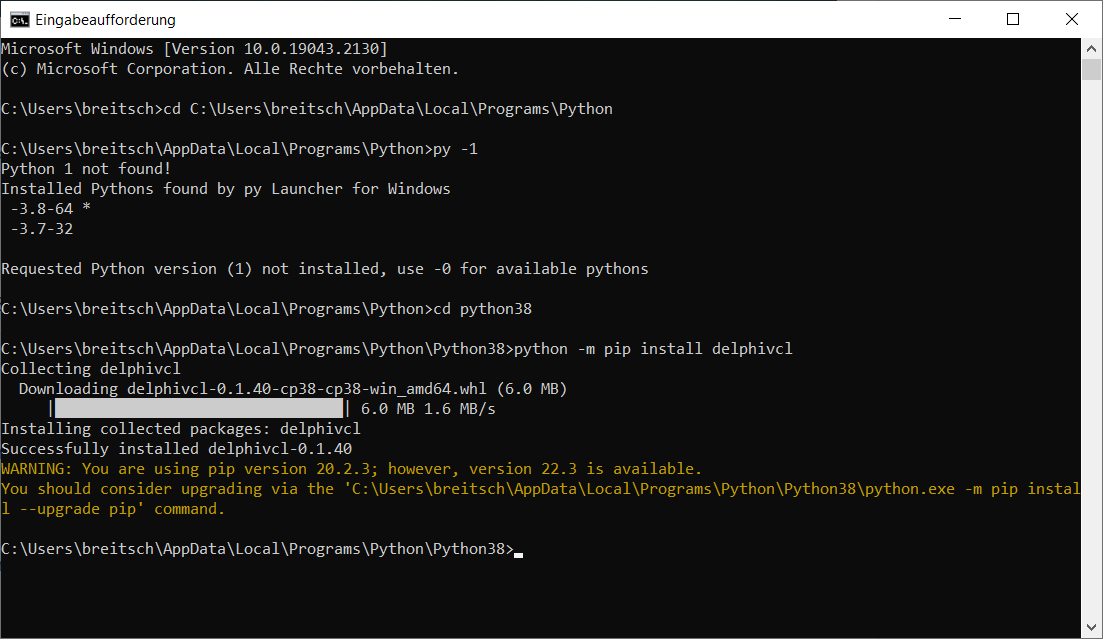 Eingabeaufforderung
Microsoft Windows [Version 10.0.19043.2130]
(c) Microsoft Corporation. Alle Rechte vorbehalten.
C:\Users\breitsch>cd C:\Users\breitsch\AppData\Local\Programs\Python
C:\Users\breitsch\AppData\Local\Programs\Python>py -1
Python 1 not found!
Installed Pythons found by py Launcher for Windows
 -3.8-64 *
 -3.7-32
Requested Python version (1) not installed, use -0 for available pythons
C:\Users\breitsch\AppData\Local\Programs\Python>cd python38
C:\Users\breitsch\AppData\Local\Programs\Python\Python38>python -m pip install delphivcl
Collecting delphivcl
  Downloading delphivcl-0.1.40-cp38-cp38-win_amd64.whl (6.0 MB)
     |████████████████████████████████| 6.0 MB 1.6 MB/s
Installing collected packages: delphivcl
Successfully installed delphivcl-0.1.40
WARNING: You are using pip version 20.2.3; however, version 22.3 is available.
You should consider upgrading via the 'C:\Users\breitsch\AppData\Local\Programs\Python\Python38\python.exe -m pip instal
l --upgrade pip' command.
C:\Users\breitsch\AppData\Local\Programs\Python\Python38>